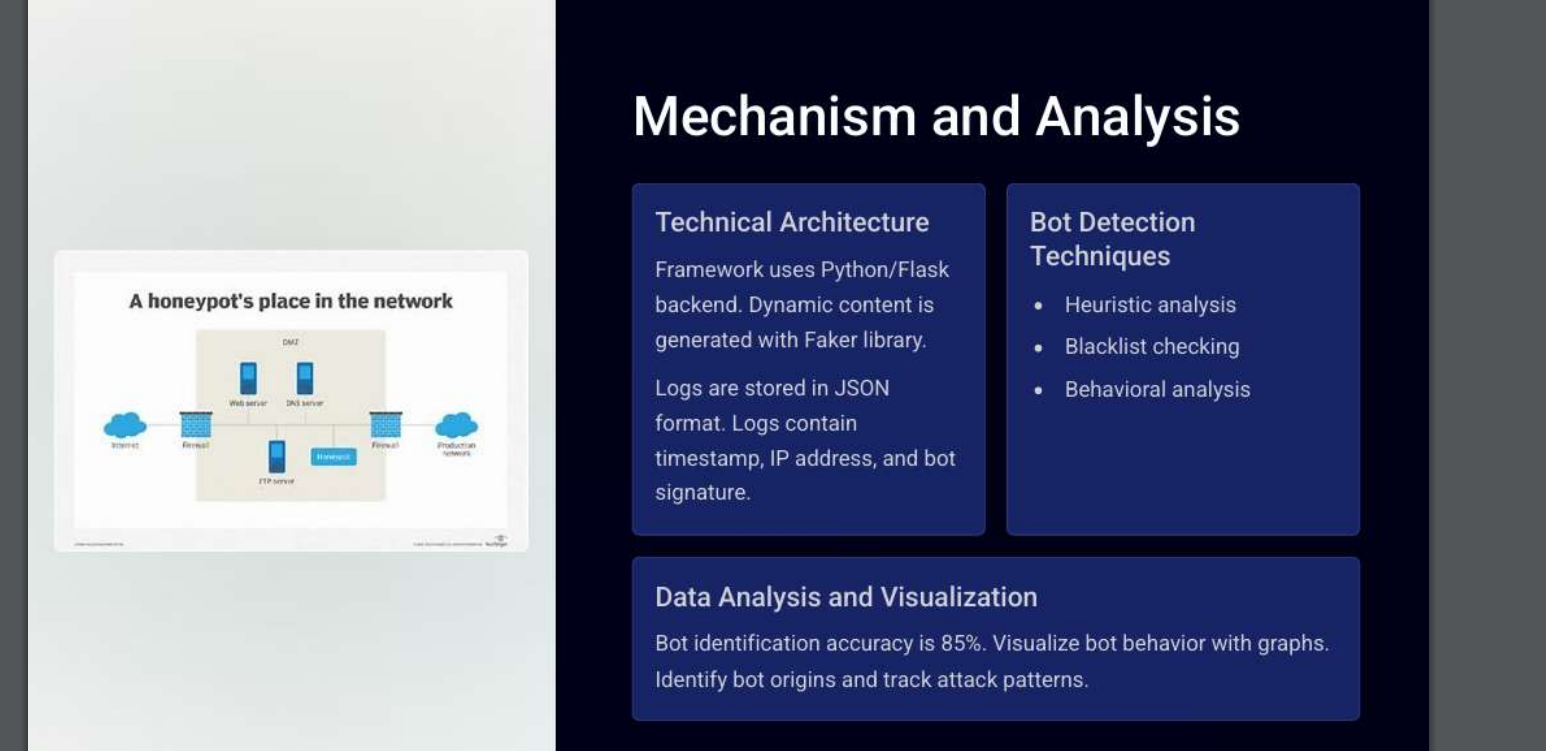 A honeypot's place in the network
DMZ
Web server DNS server
Internet Firewall Firewall Production
network
Honeypot
FTP server
Mechanism and Analysis
Technical Architecture
Framework uses Python/Flask
backend. Dynamic content is
generated with Faker library.
Logs are stored in JSON
format. Logs contain
timestamp, IP address, and bot
signature.
Bot Detection
Techniques
• Heuristic analysis
• Blacklist checking
• Behavioral analysis
Data Analysis and Visualization
Bot identification accuracy is 85%. Visualize bot behavior with graphs.
Identify bot origins and track attack patterns.